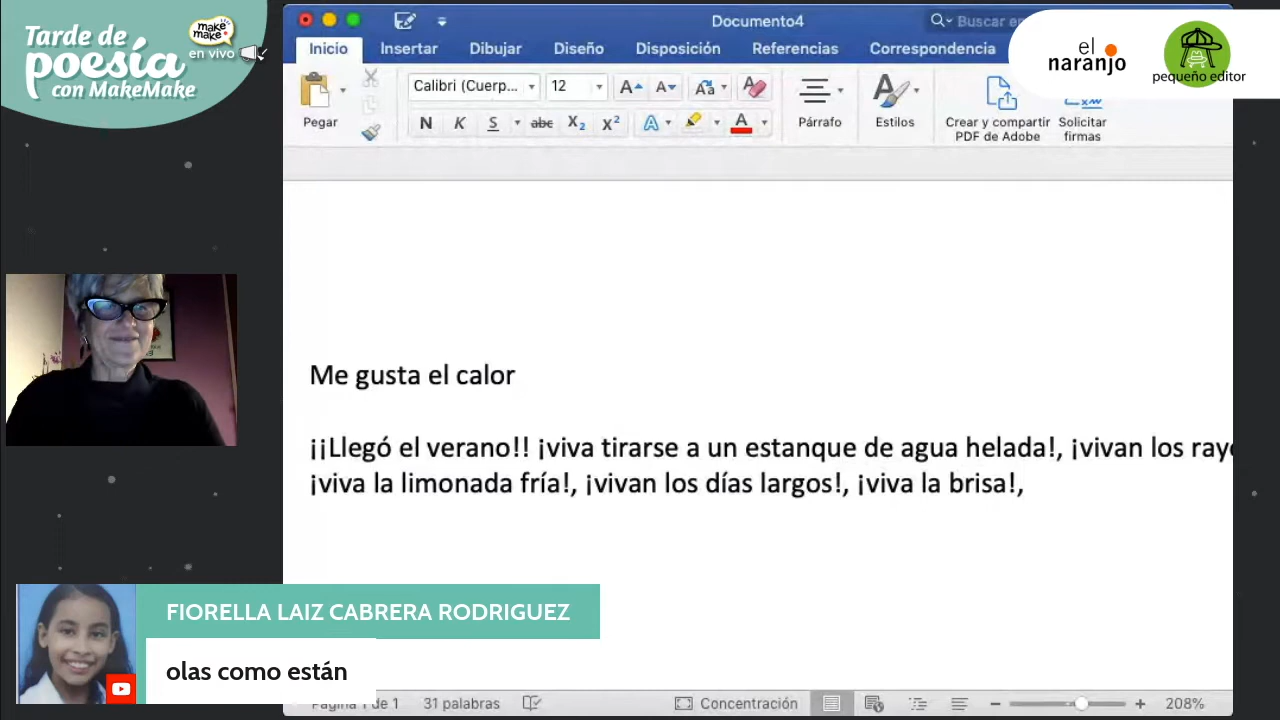 Tarde de
poesía
con MakeMake
make
make
en vivo
Documento4
Buscar en
el
naranjo
pequeño editor
Inicio
Insertar
Dibujar
Diseño
Disposición
Referencias
Correspondencia
Calibri (Cuerp...
12
Pegar
N K S abc X2 X2 A A
Párrafo
Estilos
Crear y compartir
PDF de Adobe
Solicitar
firmas
Me gusta el calor
¡¡Llegó el verano!! ¡viva tirarse a un estanque de agua helada!, ¡vivan los
¡viva la limonada fría!, ¡vivan los días largos!, ¡viva la brisa!,
FIORELLA LAIZ CABRERA RODRIGUEZ
olas como están
Página 1 de 1
31 palabras
Concentración
208%